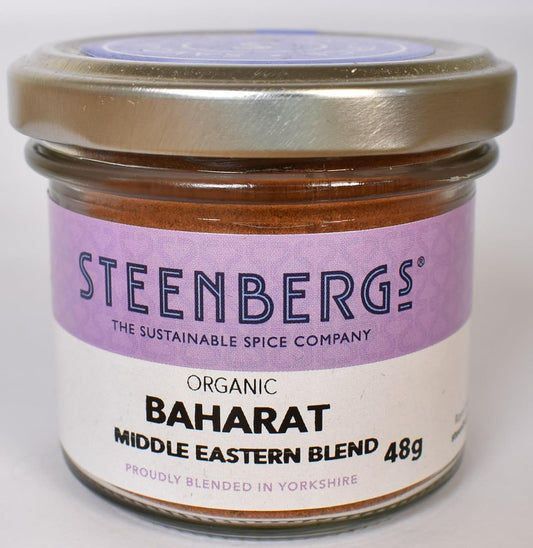 STEENBERGS®
THE SUSTAINABLE SPICE COMPANY
ORGANIC
BAHARAT
MIDDLE EASTERN BLEND 48g
PROUDLY BLENDED IN YORKSHIRE